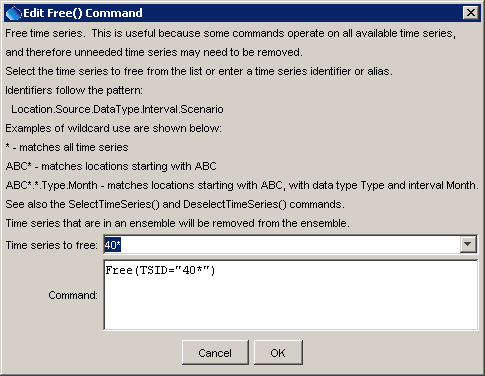 Edit Free() Command
Free time series.  This is useful because some commands operate on all available time series,
and therefore unneeded time series may need to be removed.
Select the time series to free from the list or enter a time series identifier or alias.
Identifiers follow the pattern:
Location.Source.DataType.Interval.Scenario
Examples of wildcard use are shown below:
* - matches all time series
ABC* - matches locations starting with ABC
ABC*.*.Type.Month - matches locations starting with ABC, with data type Type and interval Month.
See also the SelectTimeSeries() and DeselectTimeSeries() commands.
Time series that are in an ensemble will be removed from the ensemble.
Time series to free: 40*
Free(TSID="40*")
Command:
Cancel OK